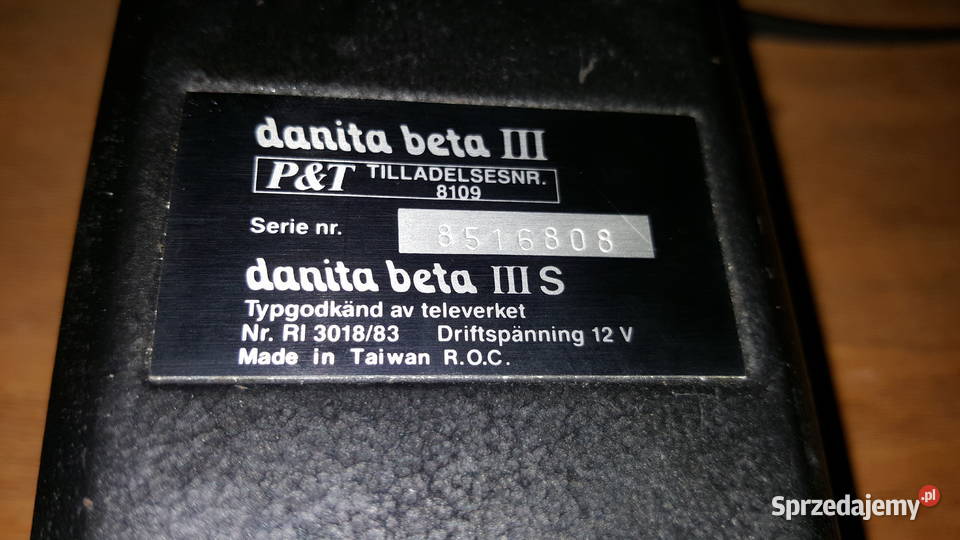 danita beta III
P&T TILLADELSESNR.
8109
Serie nr. 8516808
danita beta III S
Typgodkänd av televerket
Nr. RI 3018/83 Driftspänning 12 V
Made in Taiwan R.O.C.
Sprzedajemy.pl